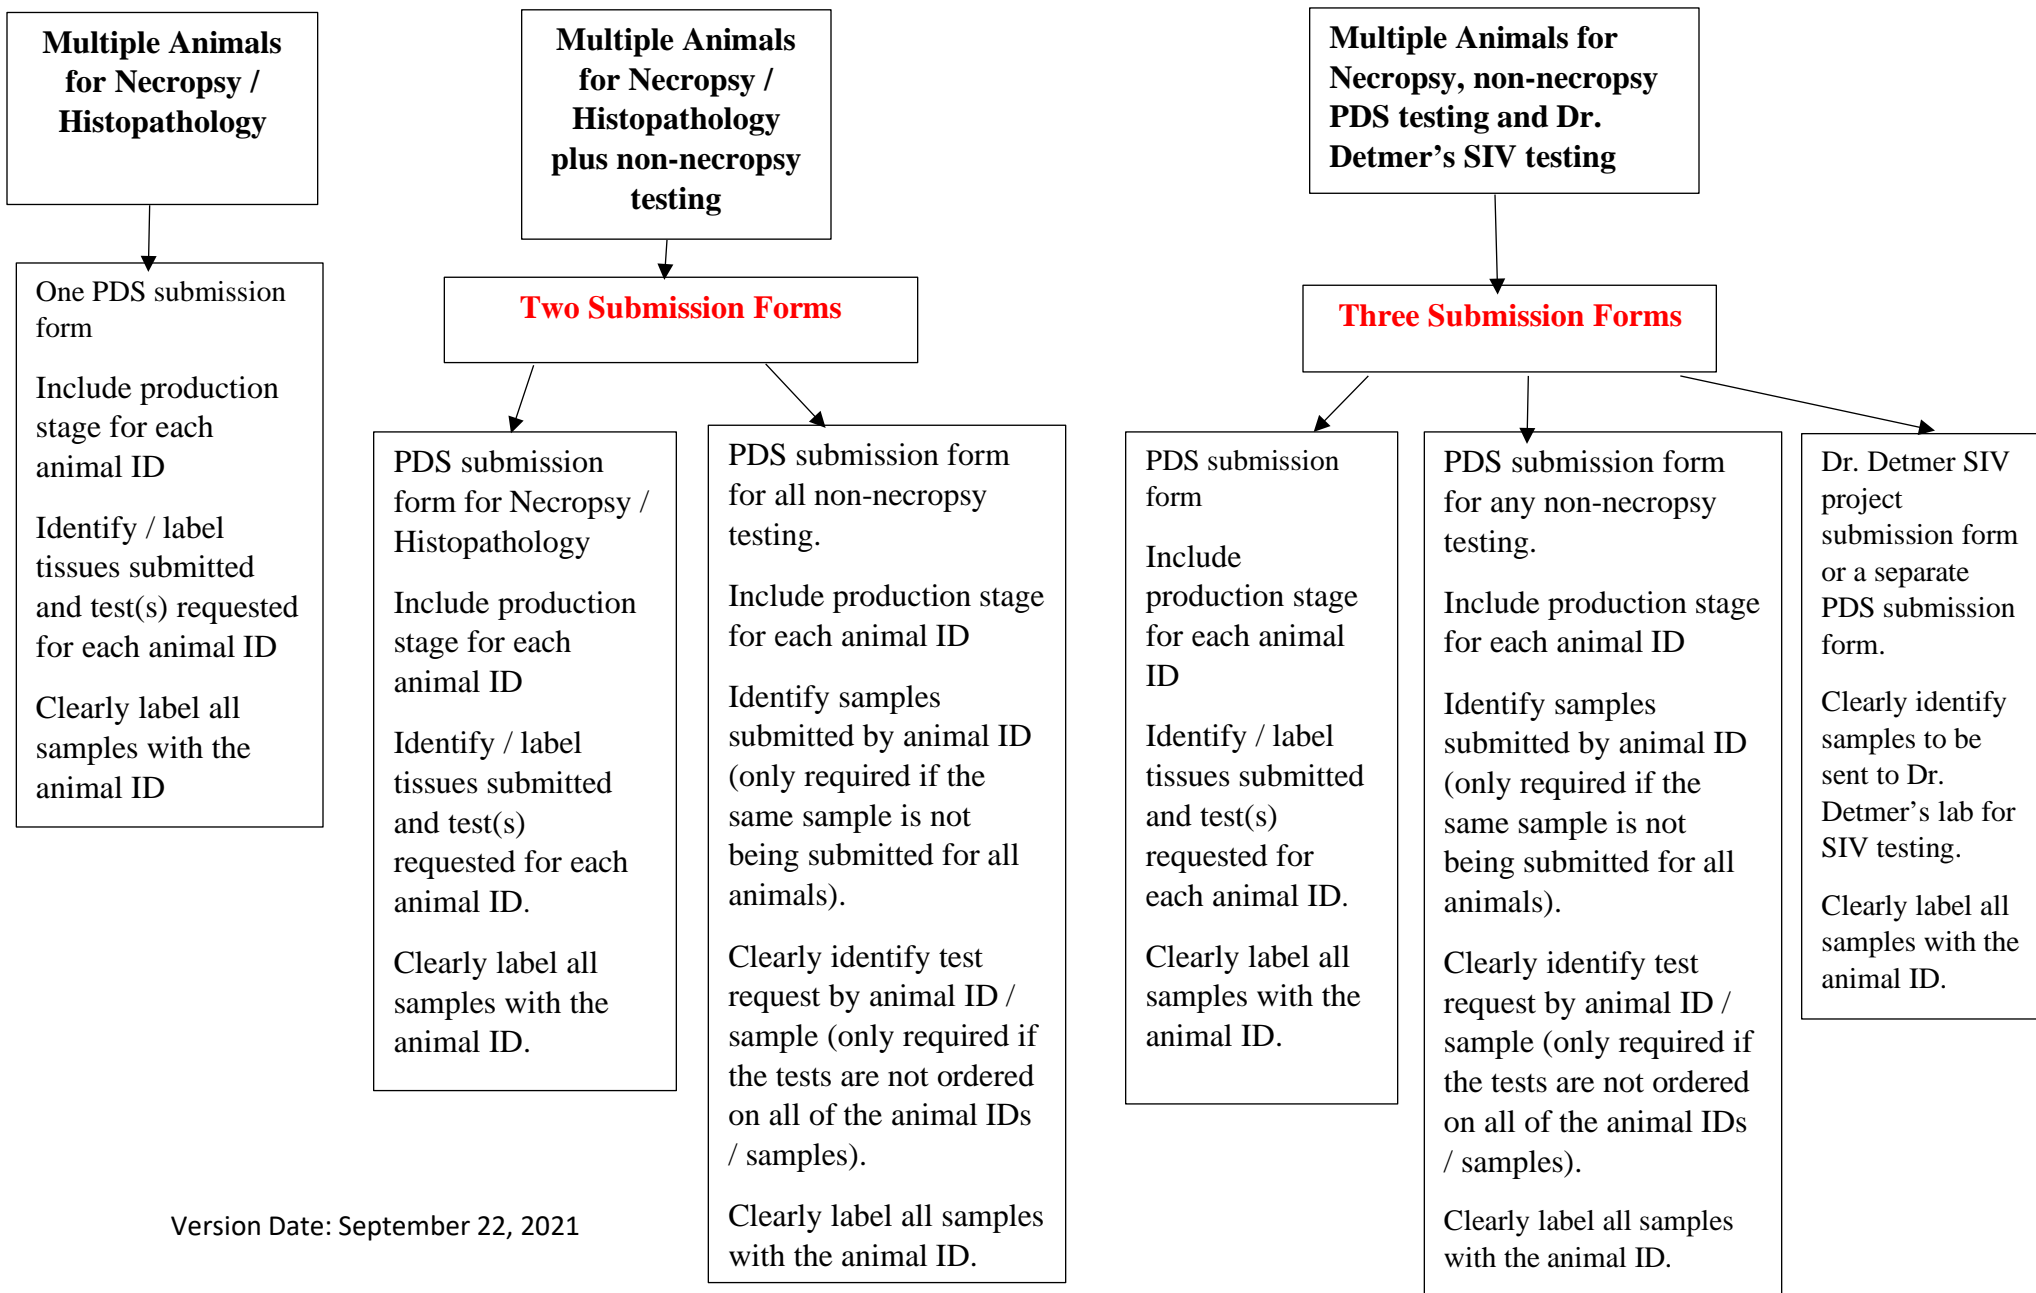 Multiple Animals
for Necropsy /
Histopathology
One PDS submission
form
Include production
stage for each
animal ID
Identify / label
tissues submitted
and test(s) requested
for each animal ID
Clearly label all
samples with the
animal ID
Multiple Animals
for Necropsy /
Histopathology
plus non-necropsy
testing
Two Submission Forms
PDS submission
form for Necropsy /
Histopathology
Include production
stage for each
animal ID
Identify / label
tissues submitted
and test(s)
requested for each
animal ID.
Clearly label all
samples with the
animal ID.
PDS submission form
for all non-necropsy
testing.
Include production stage
for each animal ID
Identify samples
submitted by animal ID
(only required if the
same sample is not
being submitted for all
animals).
Clearly identify test
request by animal ID /
sample (only required if
the tests are not ordered
on all of the animal IDs
/ samples).
Clearly label all samples
with the animal ID.
Multiple Animals for
Necropsy, non-necropsy
PDS testing and Dr.
Detmer’s SIV testing
Three Submission Forms
PDS submission
form
Include
production stage
for each animal
ID
Identify / label
tissues submitted
and test(s)
requested for
each animal ID.
Clearly label all
samples with the
animal ID.
PDS submission form
for any non-necropsy
testing.
Include production stage
for each animal ID
Identify samples
submitted by animal ID
(only required if the
same sample is not
being submitted for all
animals).
Clearly identify test
request by animal ID /
sample (only required if
the tests are not ordered
on all of the animal IDs
/ samples).
Clearly label all samples
with the animal ID.
Dr. Detmer SIV
project
submission form
or a separate
PDS submission
form.
Clearly identify
samples to be
sent to Dr.
Detmer’s lab for
SIV testing.
Clearly label all
samples with the
animal ID.
Version Date: September 22, 2021